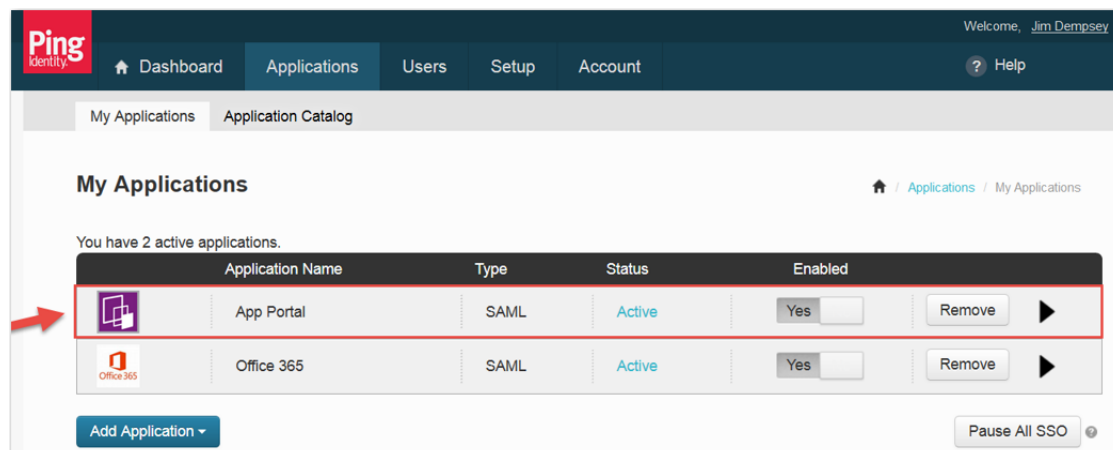 Welcome, Jim Dempsey
Ping
Identity.
Dashboard Applications Users Setup Account ? Help
My Applications Application Catalog
My Applications
/ Applications / My Applications
You have 2 active applications.
Application Name Type Status Enabled
App Portal SAML Active Yes Remove
Office 365 Office 365 SAML Active Yes Remove
Add Application Pause All SSO ?